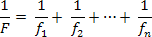 1/F = 1/f₁ + 1/f₂ + ⋯ + 1/fₙ